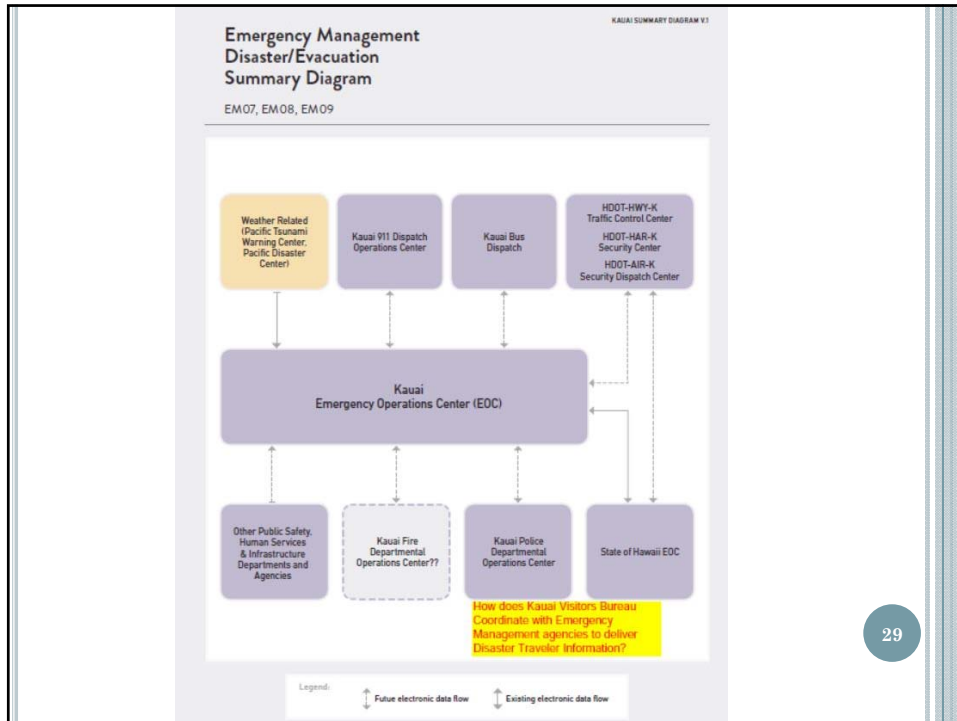 KAUAI SUMMARY DIAGRAM V.1
Emergency Management
Disaster/Evacuation
Summary Diagram
EM07, EM08, EM09
Weather Related
(Pacific Tsunami
Warning Center,
Pacific Disaster
Center)
Kauai 911 Dispatch
Operations Center
Kauai Bus
Dispatch
HDOT-HWY-K
Traffic Control Center
HDOT-HAR-K
Security Center
HDOT-AIR-K
Security Dispatch Center
Kauai
Emergency Operations Center (EOC)
Other Public Safety,
Human Services
& Infrastructure
Departments and
Agencies
Kauai Fire
Departmental
Operations Center??
Kauai Police
Departmental
Operations Center
State of Hawaii EOC
How does Kauai Visitors Bureau
Coordinate with Emergency
Management agencies to deliver
Disaster Traveler Information?
29
Legend:
Futue electronic data flow
Existing electronic data flow